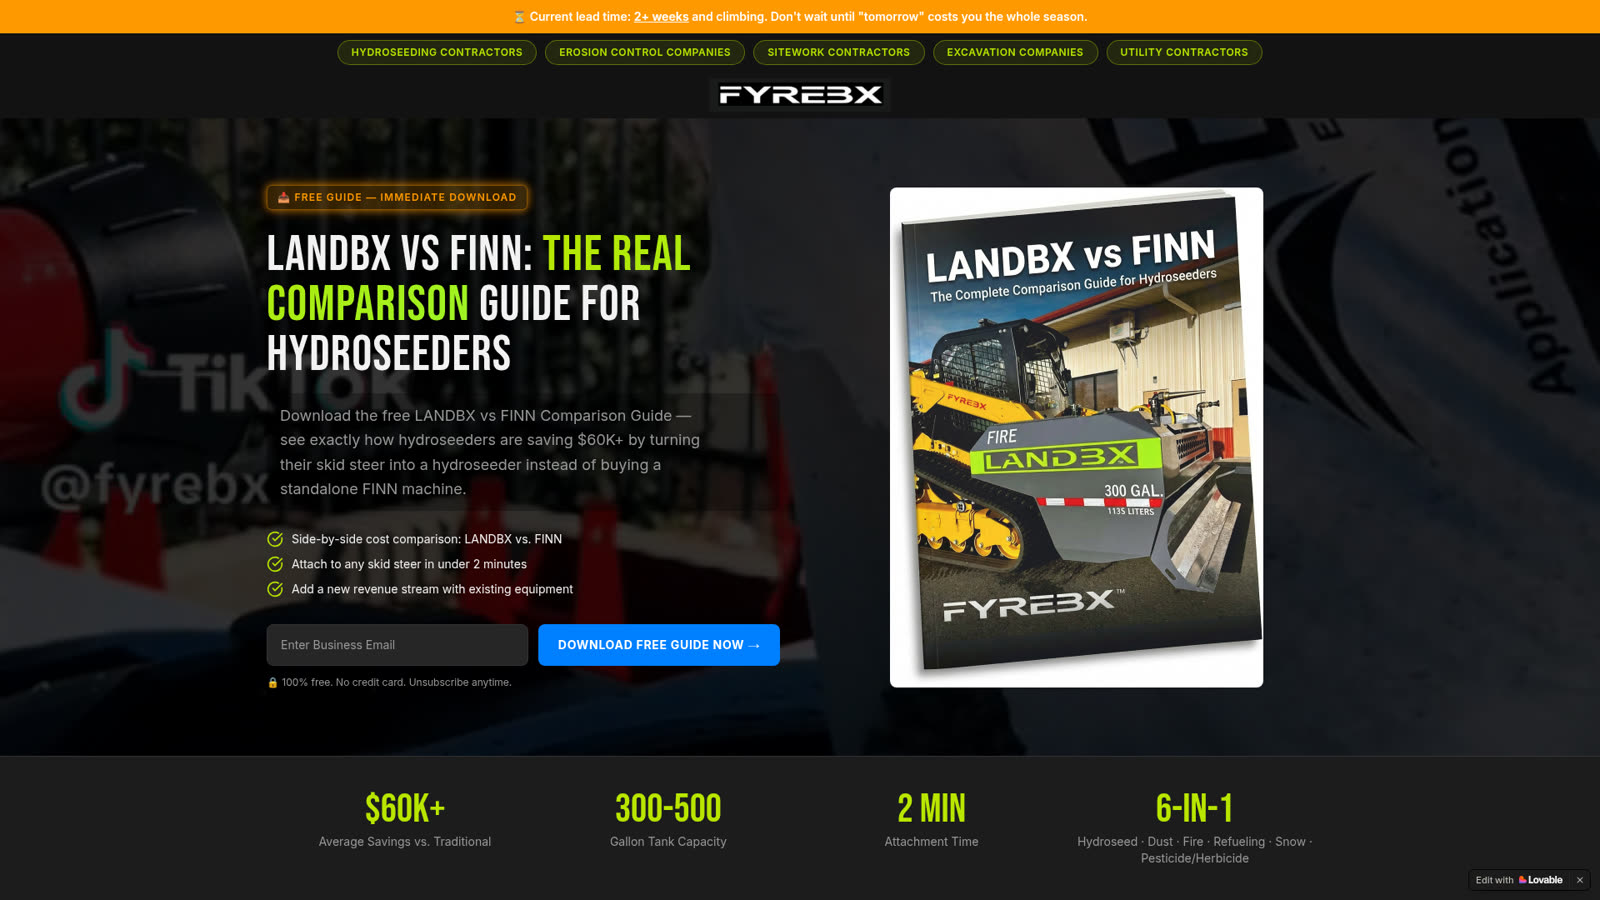 ⏳ Current lead time: 2+ weeks and climbing. Don't wait until "tomorrow" costs you the whole season.
HYDROSEEDING CONTRACTORS
EROSION CONTROL COMPANIES
SITEWORK CONTRACTORS
EXCAVATION COMPANIES
UTILITY CONTRACTORS
FYREBX
📥 FREE GUIDE — IMMEDIATE DOWNLOAD
LANDBX VS FINN: THE REAL
COMPARISON GUIDE FOR
HYDROSEEDERS
TikTok
@fyrebx
Download the free LANDBX vs FINN Comparison Guide —
see exactly how hydroseeders are saving $60K+ by turning
their skid steer into a hydroseeder instead of buying a
standalone FINN machine.
Side-by-side cost comparison: LANDBX vs. FINN
Attach to any skid steer in under 2 minutes
Add a new revenue stream with existing equipment
Enter Business Email
DOWNLOAD FREE GUIDE NOW →
🔒 100% free. No credit card. Unsubscribe anytime.
LANDBX vs FINN
The Complete Comparison Guide for Hydroseeders
FYREBX
FIRE
LANDBX
300 GAL.
1135 LITERS
FYREBX™
Application
$60K+
Average Savings vs. Traditional
300-500
Gallon Tank Capacity
2 MIN
Attachment Time
6-IN-1
Hydroseed · Dust · Fire · Refueling · Snow ·
Pesticide/Herbicide
Edit with Lovable ×